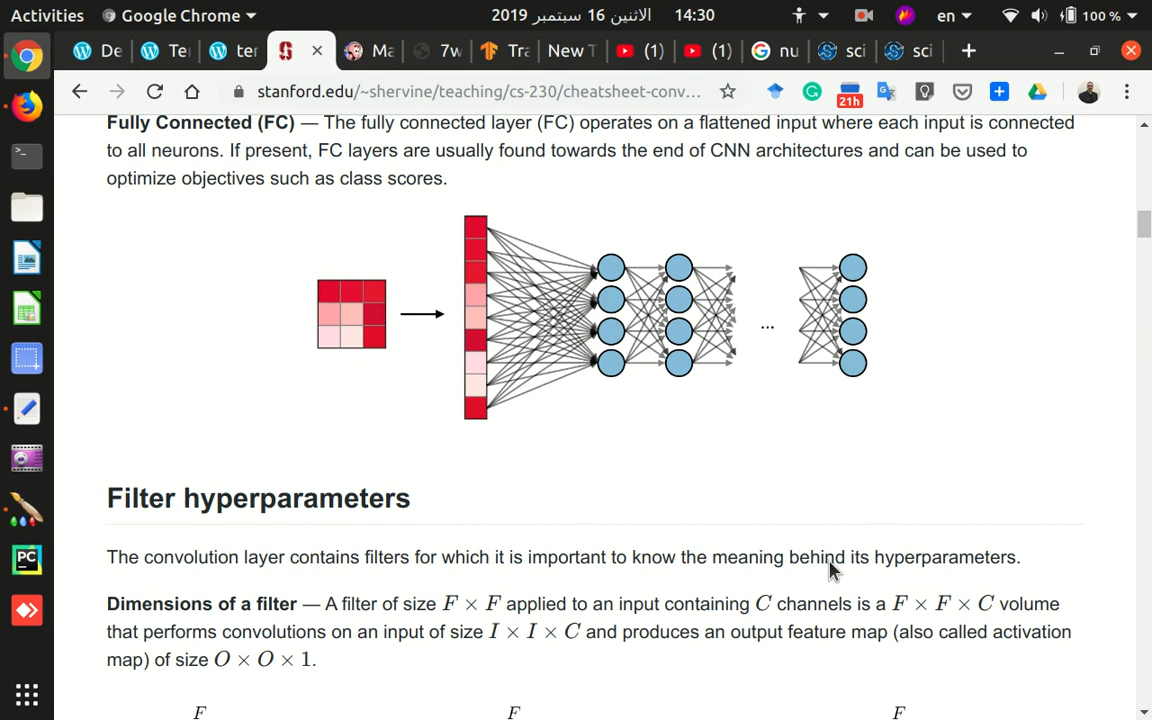 Activities Google Chrome 2019 الاثنين 16 سبتمبر 14:30 en 100 %
De Te ter Ma 7w Tra New T (1) (1) nu sci sci
stanford.edu/~shervine/teaching/cs-230/cheatsheet-conv... 21h
Fully Connected (FC) — The fully connected layer (FC) operates on a flattened input where each input is connected
to all neurons. If present, FC layers are usually found towards the end of CNN architectures and can be used to
optimize objectives such as class scores.
...
Filter hyperparameters
The convolution layer contains filters for which it is important to know the meaning behind its hyperparameters.
Dimensions of a filter — A filter of size F × F applied to an input containing C channels is a F × F × C volume
that performs convolutions on an input of size I × I × C and produces an output feature map (also called activation
map) of size O × O × 1.
F F F
PC